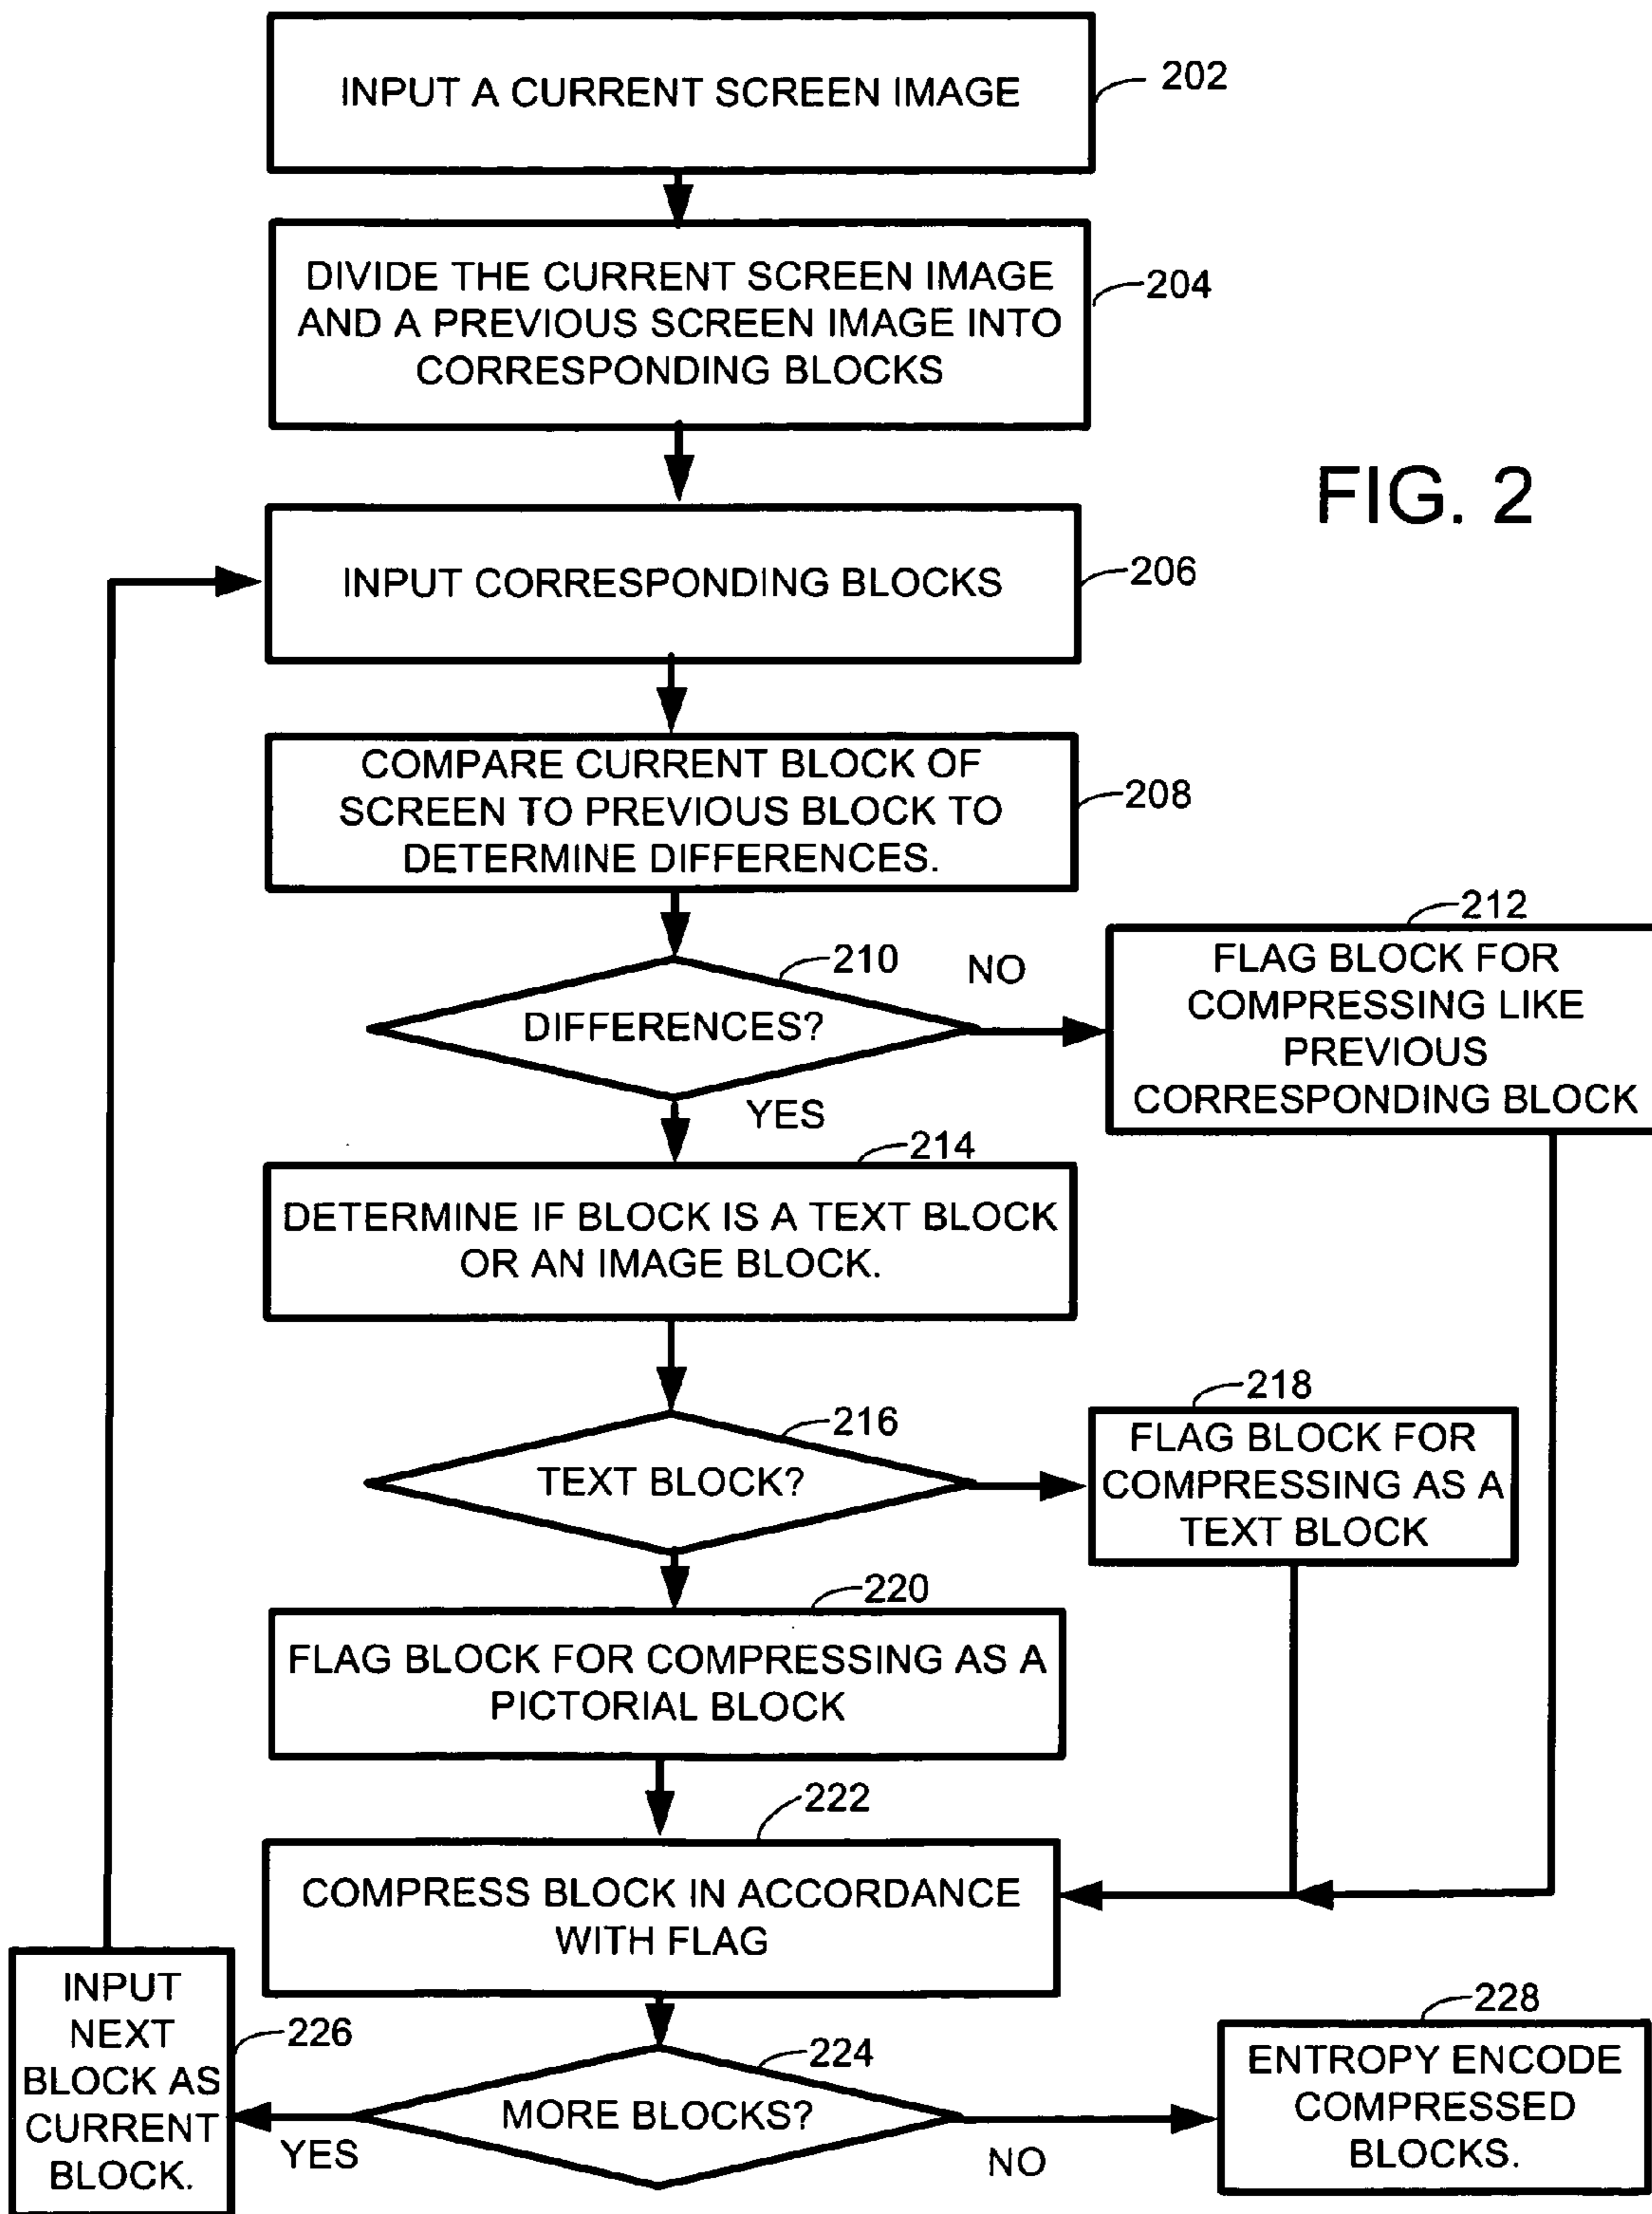 INPUT A CURRENT SCREEN IMAGE
202
DIVIDE THE CURRENT SCREEN IMAGE
AND A PREVIOUS SCREEN IMAGE INTO
CORRESPONDING BLOCKS
204
FIG. 2
INPUT CORRESPONDING BLOCKS
206
COMPARE CURRENT BLOCK OF
SCREEN TO PREVIOUS BLOCK TO
DETERMINE DIFFERENCES.
208
DIFFERENCES?
210
NO
212
FLAG BLOCK FOR
COMPRESSING LIKE
PREVIOUS
CORRESPONDING BLOCK
YES
214
DETERMINE IF BLOCK IS A TEXT BLOCK
OR AN IMAGE BLOCK.
TEXT BLOCK?
216
218
FLAG BLOCK FOR
COMPRESSING AS A
TEXT BLOCK
220
FLAG BLOCK FOR COMPRESSING AS A
PICTORIAL BLOCK
222
COMPRESS BLOCK IN ACCORDANCE
WITH FLAG
INPUT
NEXT
BLOCK AS
CURRENT
BLOCK.
226
MORE BLOCKS?
224
YES
NO
228
ENTROPY ENCODE
COMPRESSED
BLOCKS.